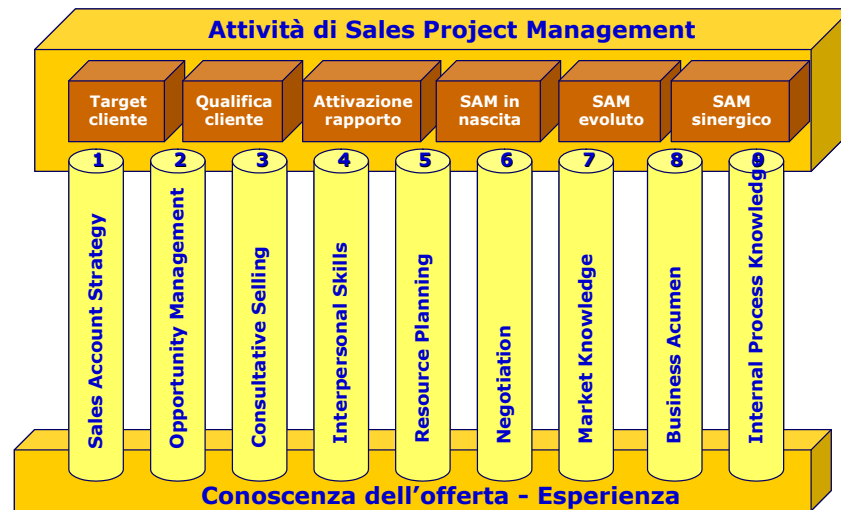 Attività di Sales Project Management
Target
cliente
Qualifica
cliente
Attivazione
rapporto
SAM in
nascita
SAM
evoluto
SAM
sinergico
1
2
3
4
5
6
7
8
9
Sales Account Strategy
Opportunity Management
Consultative Selling
Interpersonal Skills
Resource Planning
Negotiation
Market Knowledge
Business Acumen
Internal Process Knowledge
Conoscenza dell'offerta - Esperienza